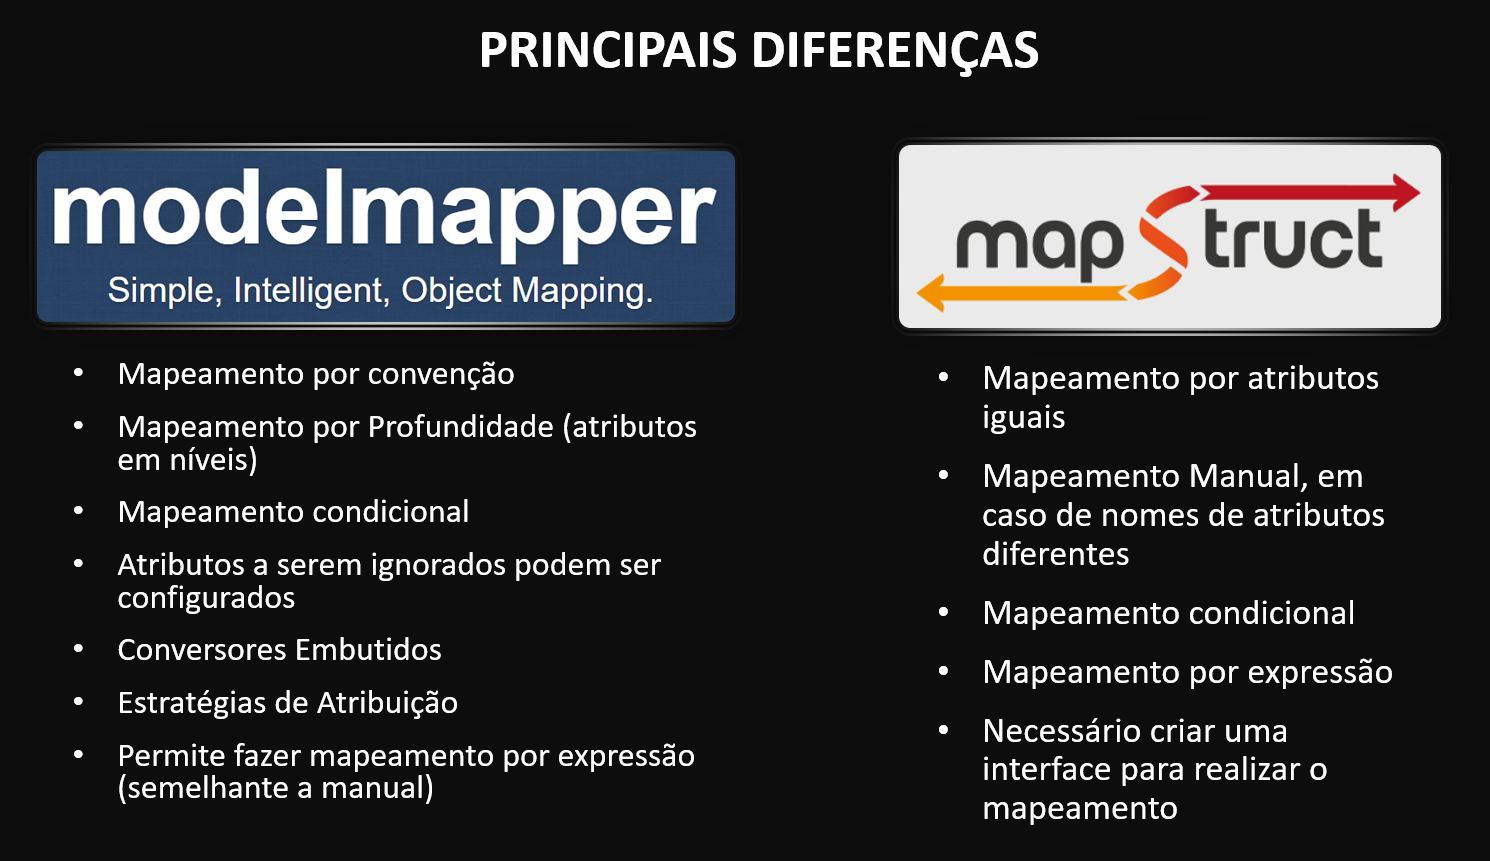 PRINCIPAIS DIFERENÇAS
modelmapper
Simple, Intelligent, Object Mapping.
• Mapeamento por convenção
• Mapeamento por Profundidade (atributos
em níveis)
• Mapeamento condicional
• Atributos a serem ignorados podem ser
configurados
• Conversores Embutidos
• Estratégias de Atribuição
• Permite fazer mapeamento por expressão
(semelhante a manual)
mapStruct
• Mapeamento por atributos
iguais
• Mapeamento Manual, em
caso de nomes de atributos
diferentes
• Mapeamento condicional
• Mapeamento por expressão
• Necessário criar uma
interface para realizar o
mapeamento